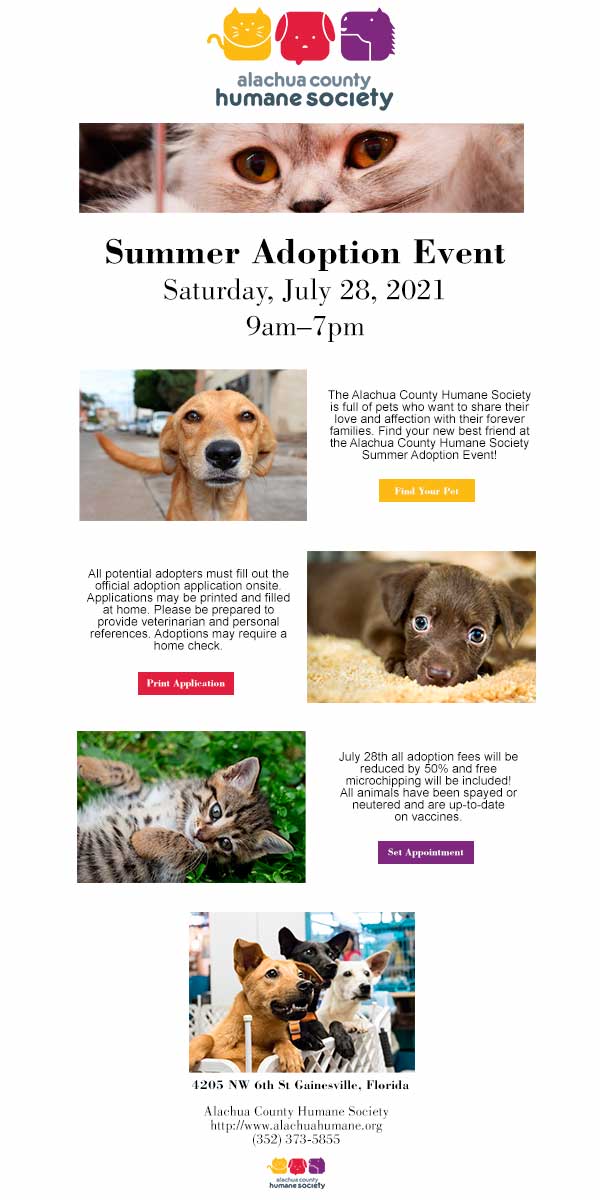 alachua county
humane society
Summer Adoption Event
Saturday, July 28, 2021
9am–7pm
The Alachua County Humane Society
is full of pets who want to share their
love and affection with their forever
families. Find your new best friend at
the Alachua County Humane Society
Summer Adoption Event!
Find Your Pet
All potential adopters must fill out the
official adoption application onsite.
Applications may be printed and filled
at home. Please be prepared to
provide veterinarian and personal
references. Adoptions may require a
home check.
Print Application
July 28th all adoption fees will be
reduced by 50% and free
microchipping will be included!
All animals have been spayed or
neutered and are up-to-date
on vaccines.
Set Appointment
4205 NW 6th St Gainesville, Florida
Alachua County Humane Society
http://www.alachuahumane.org
(352) 373-5855
alachua county
humane society